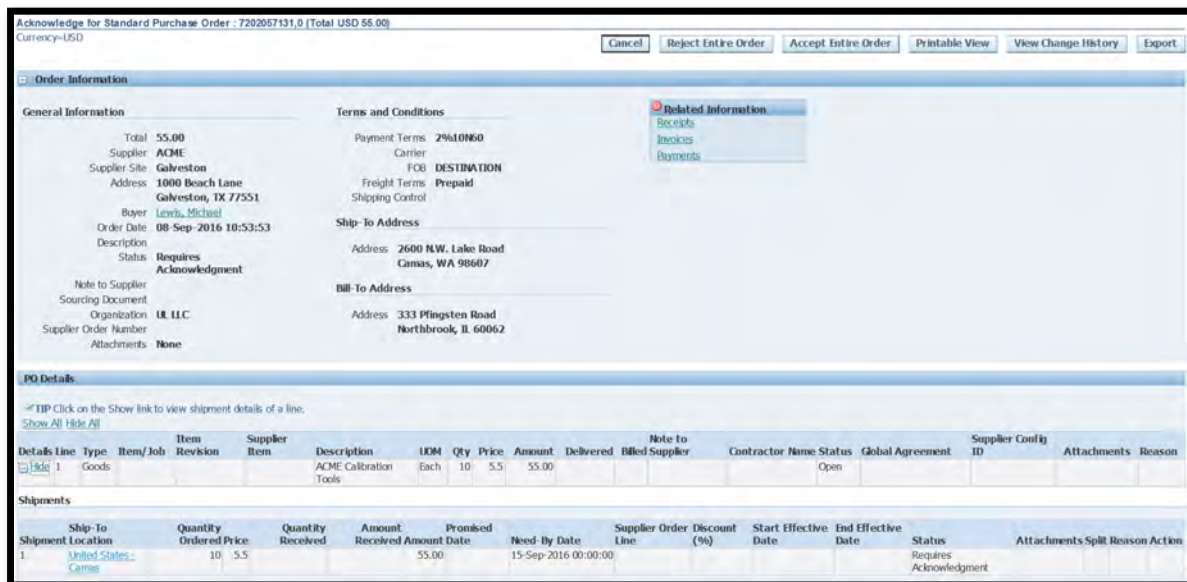 Acknowledge for Standard Purchase Order : 7202057131,0 (Total USD 55.00)
Currency=USD
Cancel Reject Entire Order Accept Entire Order Printable View View Change History Export
Order Information
General Information
Total 55.00
Supplier ACME
Supplier Site Galveston
Address 1000 Beach Lane
Galveston, TX 77551
Buyer Lewis, Michael
Order Date 08-Sep-2016 10:53:53
Description
Status Requires
Acknowledgment
Note to Supplier
Sourcing Document
Organization UL LLC
Supplier Order Number
Attachments None
Terms and Conditions
Payment Terms 2%10N60
Carrier
FOB DESTINATION
Freight Terms Prepaid
Shipping Control
Ship-To Address
Address 2600 N.W. Lake Road
Camas, WA 98607
Bill-To Address
Address 333 Pfingsten Road
Northbrook, IL 60062
Related Information
Receipts
Invoices
Payments
PO Details
TIP Click on the Show link to view shipment details of a line.
Show All Hide All
Item Supplier Note to Supplier Config
Details Line Type Item/Job Revision Item Description UOM Qty Price Amount Delivered Billed Supplier Contractor Name Status Global Agreement ID Attachments Reason
Hide 1 Goods ACME Calibration Each 10 5.5 55.00 Open
Tools
Shipments
Ship-To Quantity Quantity Amount Promised Supplier Order Discount Start Effective End Effective
Shipment Location Ordered Price Received Received Amount Date Need-By Date Line (%) Date Date Status Attachments Split Reason Action
1 United States - 10 5.5 55.00 15-Sep-2016 00:00:00 Requires
Camas Acknowledgment